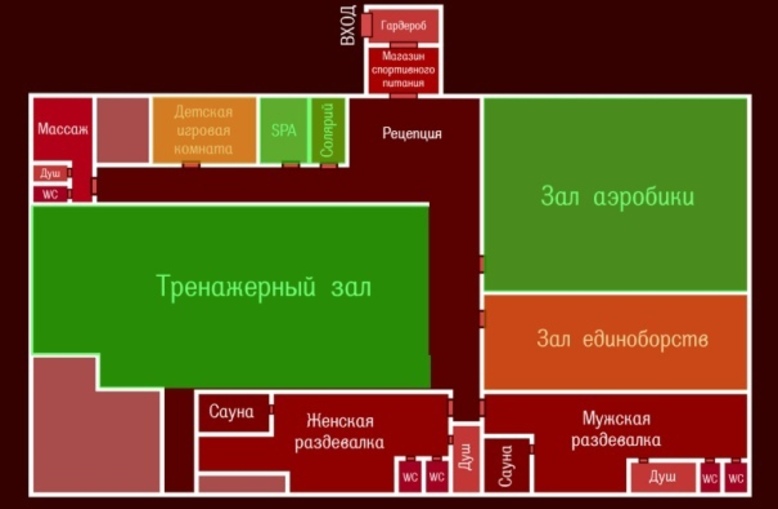 ВХОД
Гардероб
Магазин
спортивного
питания
Массаж
Детская
игровая
комната
SPA
Солярий
Рецепция
Душ
WC
Зал аэробики
Тренажерный зал
Зал единоборств
Сауна
Женская
раздевалка
Мужская
раздевалка
Душ
Сауна
WC
WC
Душ
WC
WC